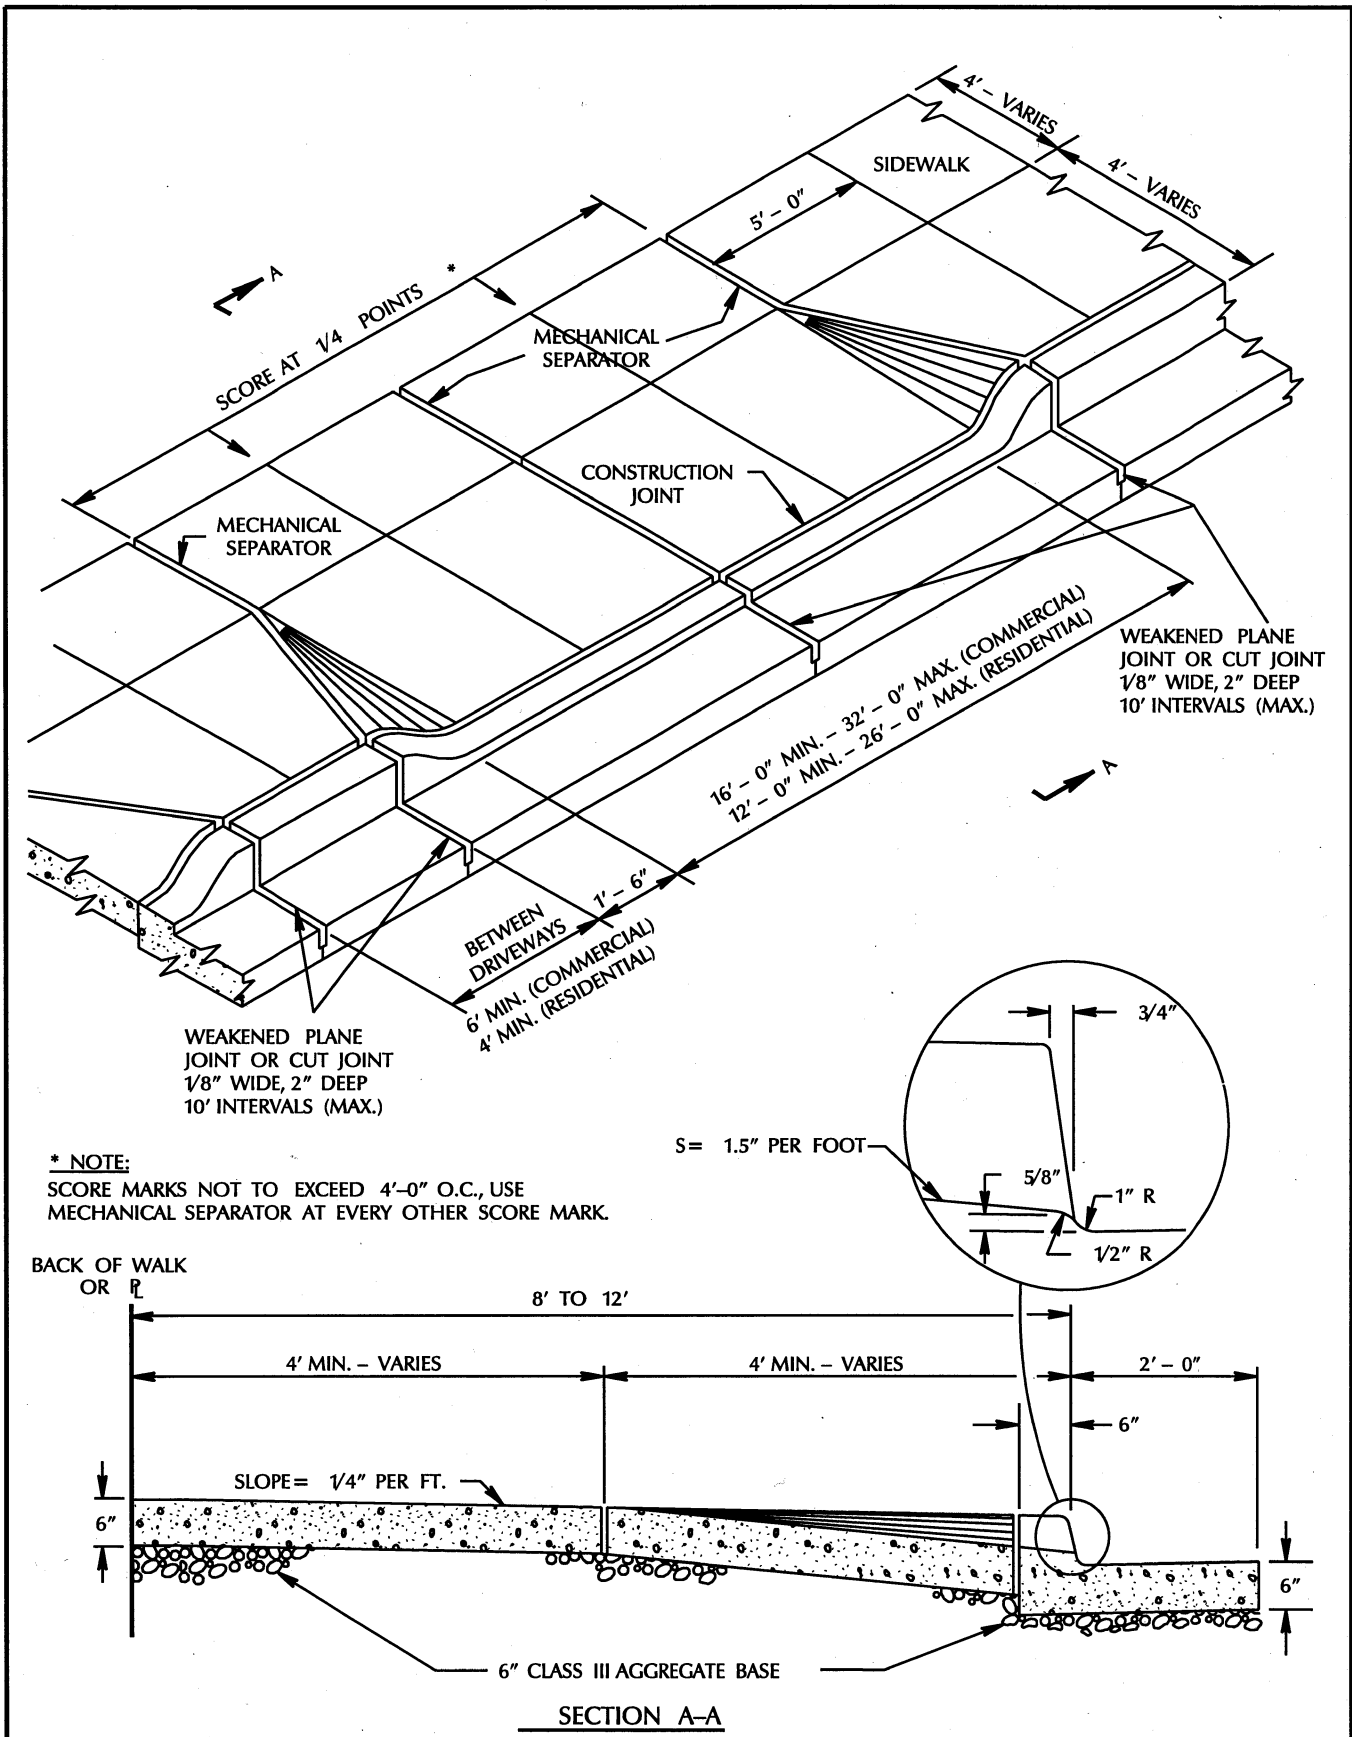 4' – VARIES
4' – VARIES
SIDEWALK
5' – 0"
A
SCORE AT 1/4 POINTS *
MECHANICAL
SEPARATOR
CONSTRUCTION
JOINT
MECHANICAL
SEPARATOR
WEAKENED PLANE
JOINT OR CUT JOINT
1/8" WIDE, 2" DEEP
10' INTERVALS (MAX.)
16' – 0" MIN. – 32' – 0" MAX. (COMMERCIAL)
12' – 0" MIN. – 26' – 0" MAX. (RESIDENTIAL)
A
1' – 6"
BETWEEN
DRIVEWAYS
6' MIN. (COMMERCIAL)
4' MIN. (RESIDENTIAL)
WEAKENED PLANE
JOINT OR CUT JOINT
1/8" WIDE, 2" DEEP
10' INTERVALS (MAX.)
3/4"
S= 1.5" PER FOOT
5/8"
1" R
1/2" R
* NOTE:
SCORE MARKS NOT TO EXCEED 4'–0" O.C., USE
MECHANICAL SEPARATOR AT EVERY OTHER SCORE MARK.
BACK OF WALK
OR PL
8' TO 12'
4' MIN. – VARIES
4' MIN. – VARIES
2' – 0"
6"
SLOPE= 1/4" PER FT.
6"
6"
6" CLASS III AGGREGATE BASE
SECTION A–A